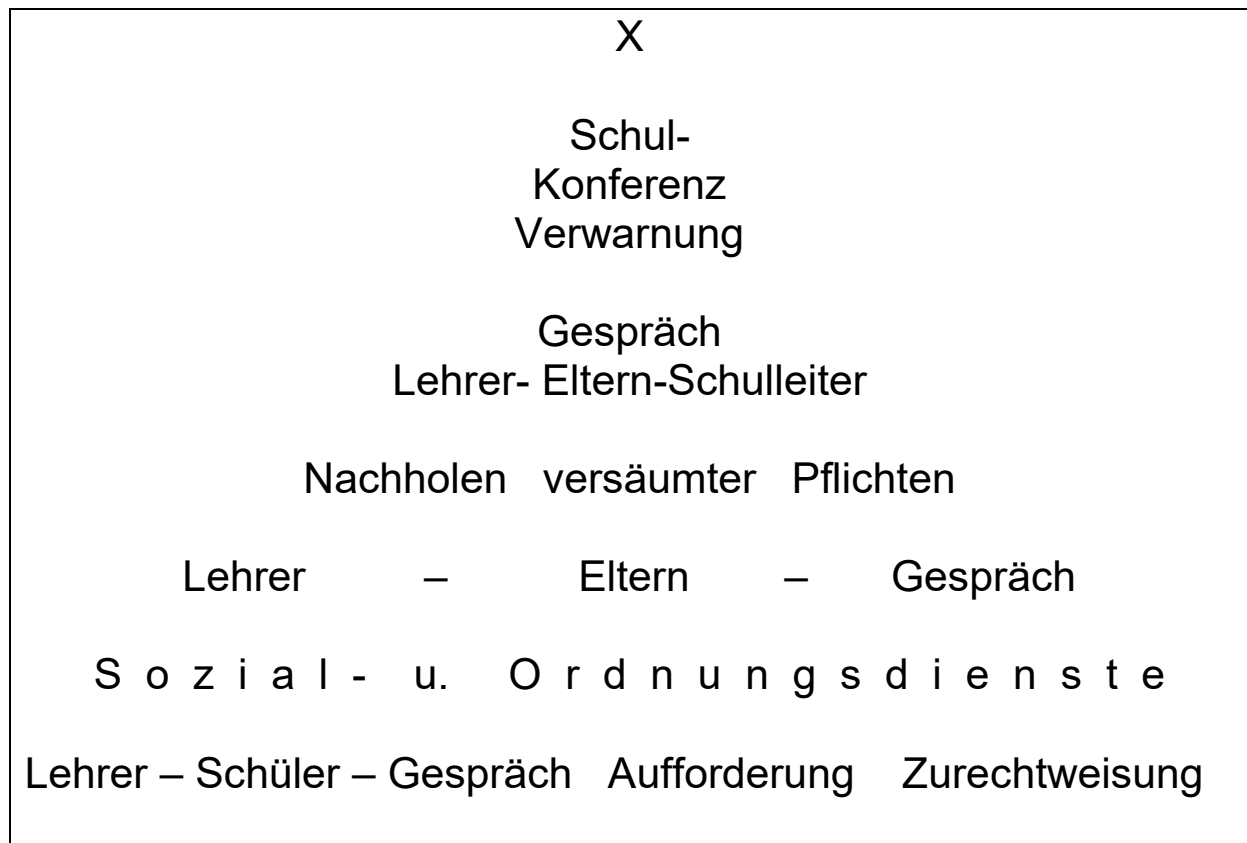 X
Schul-
Konferenz
Verwarnung
Gespräch
Lehrer- Eltern-Schulleiter
Nachholen versäumter Pflichten
Lehrer – Eltern – Gespräch
S o z i a l - u. O r d n u n g s d i e n s t e
Lehrer – Schüler – Gespräch Aufforderung Zurechtweisung